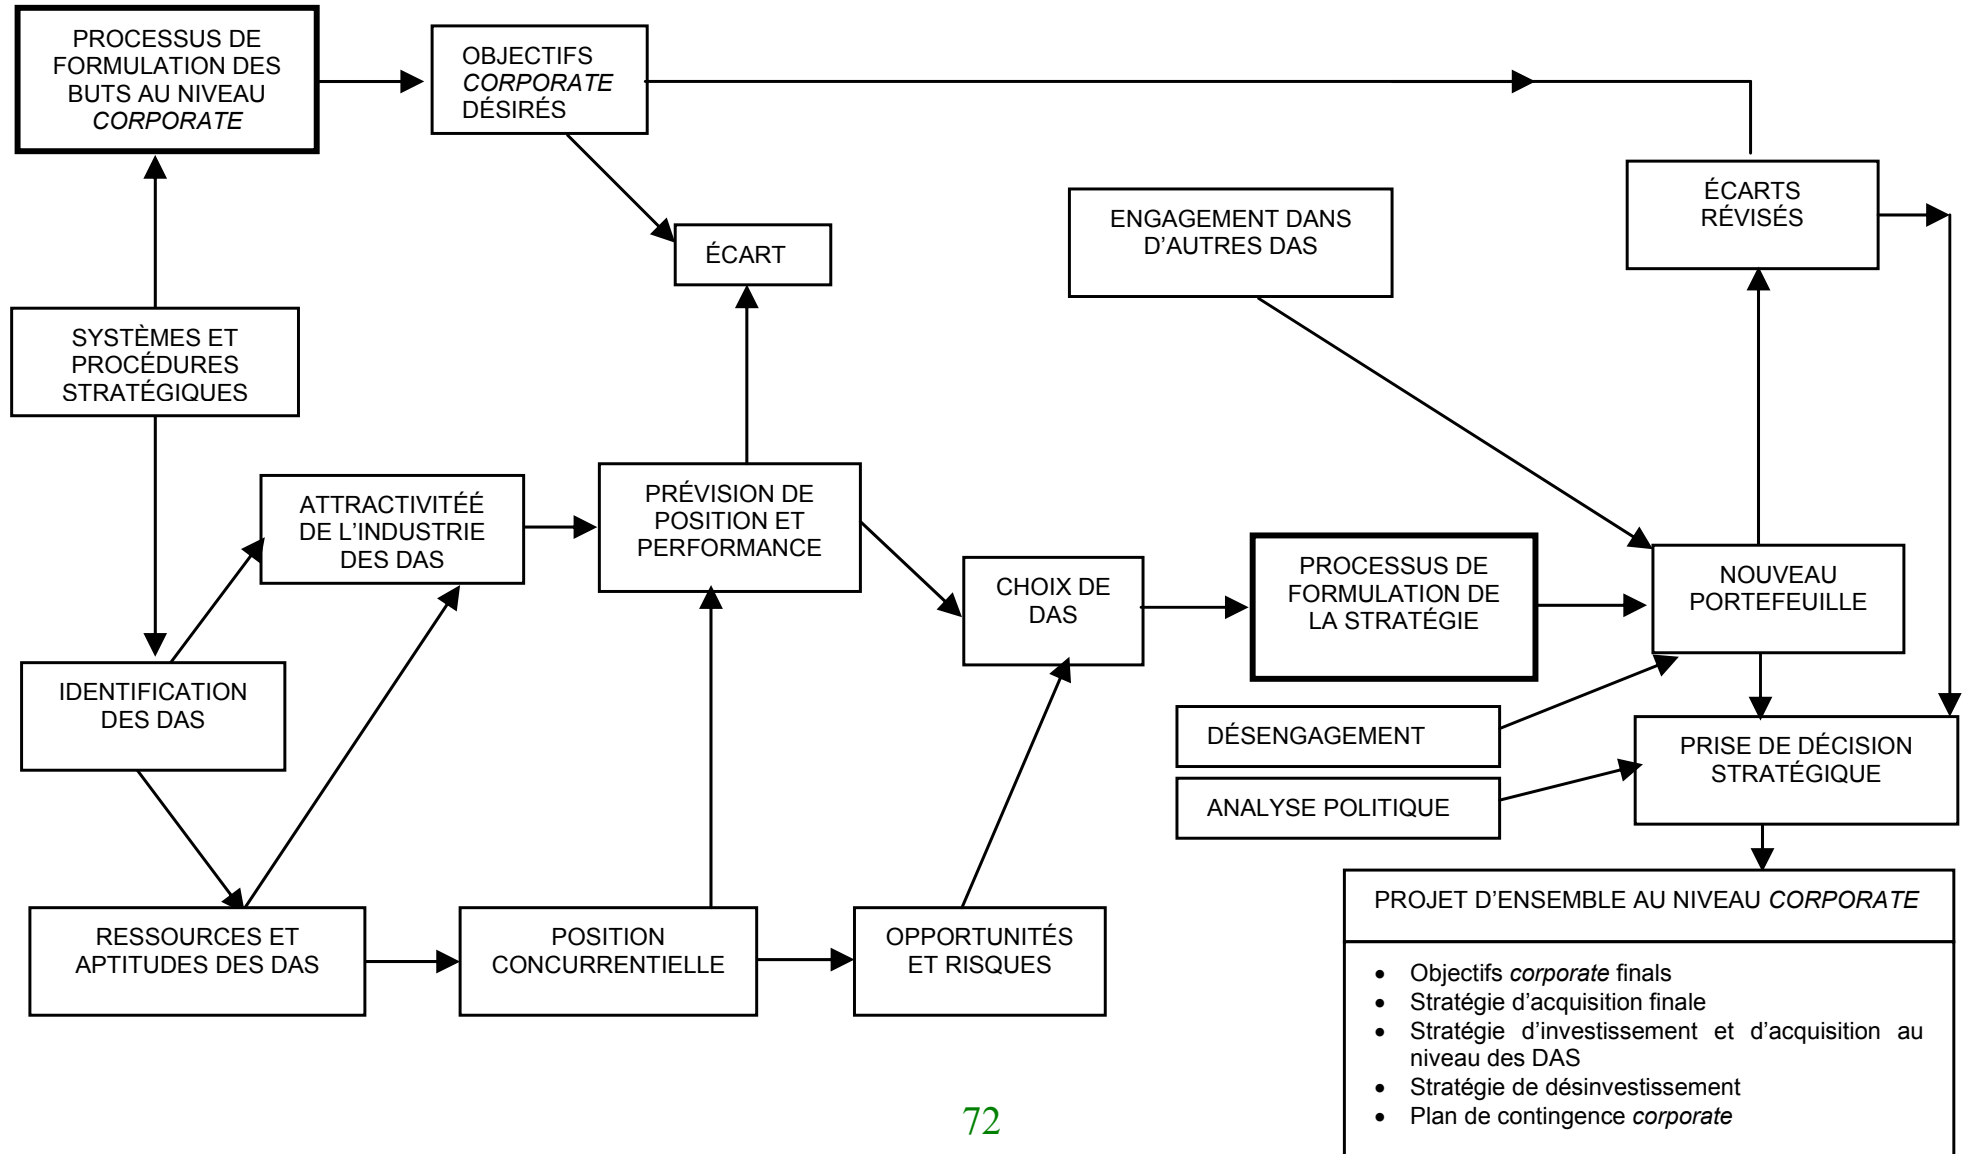 PROCESSUS DE
FORMULATION DES
BUTS AU NIVEAU
CORPORATE
OBJECTIFS
CORPORATE
DÉSIRÉS
ÉCART
ENGAGEMENT DANS
D'AUTRES DAS
ÉCARTS
RÉVISÉS
SYSTÈMES ET
PROCÉDURES
STRATÉGIQUES
ATTRACTIVITÉÉ
DE L'INDUSTRIE
DES DAS
PRÉVISION DE
POSITION ET
PERFORMANCE
CHOIX DE
DAS
PROCESSUS DE
FORMULATION DE
LA STRATÉGIE
NOUVEAU
PORTEFEUILLE
IDENTIFICATION
DES DAS
DÉSENGAGEMENT
ANALYSE POLITIQUE
PRISE DE DÉCISION
STRATÉGIQUE
RESSOURCES ET
APTITUDES DES DAS
POSITION
CONCURRENTIELLE
OPPORTUNITÉS
ET RISQUES
PROJET D'ENSEMBLE AU NIVEAU CORPORATE
• Objectifs corporate finals
• Stratégie d'acquisition finale
• Stratégie d'investissement et d'acquisition au
niveau des DAS
• Stratégie de désinvestissement
• Plan de contingence corporate
72